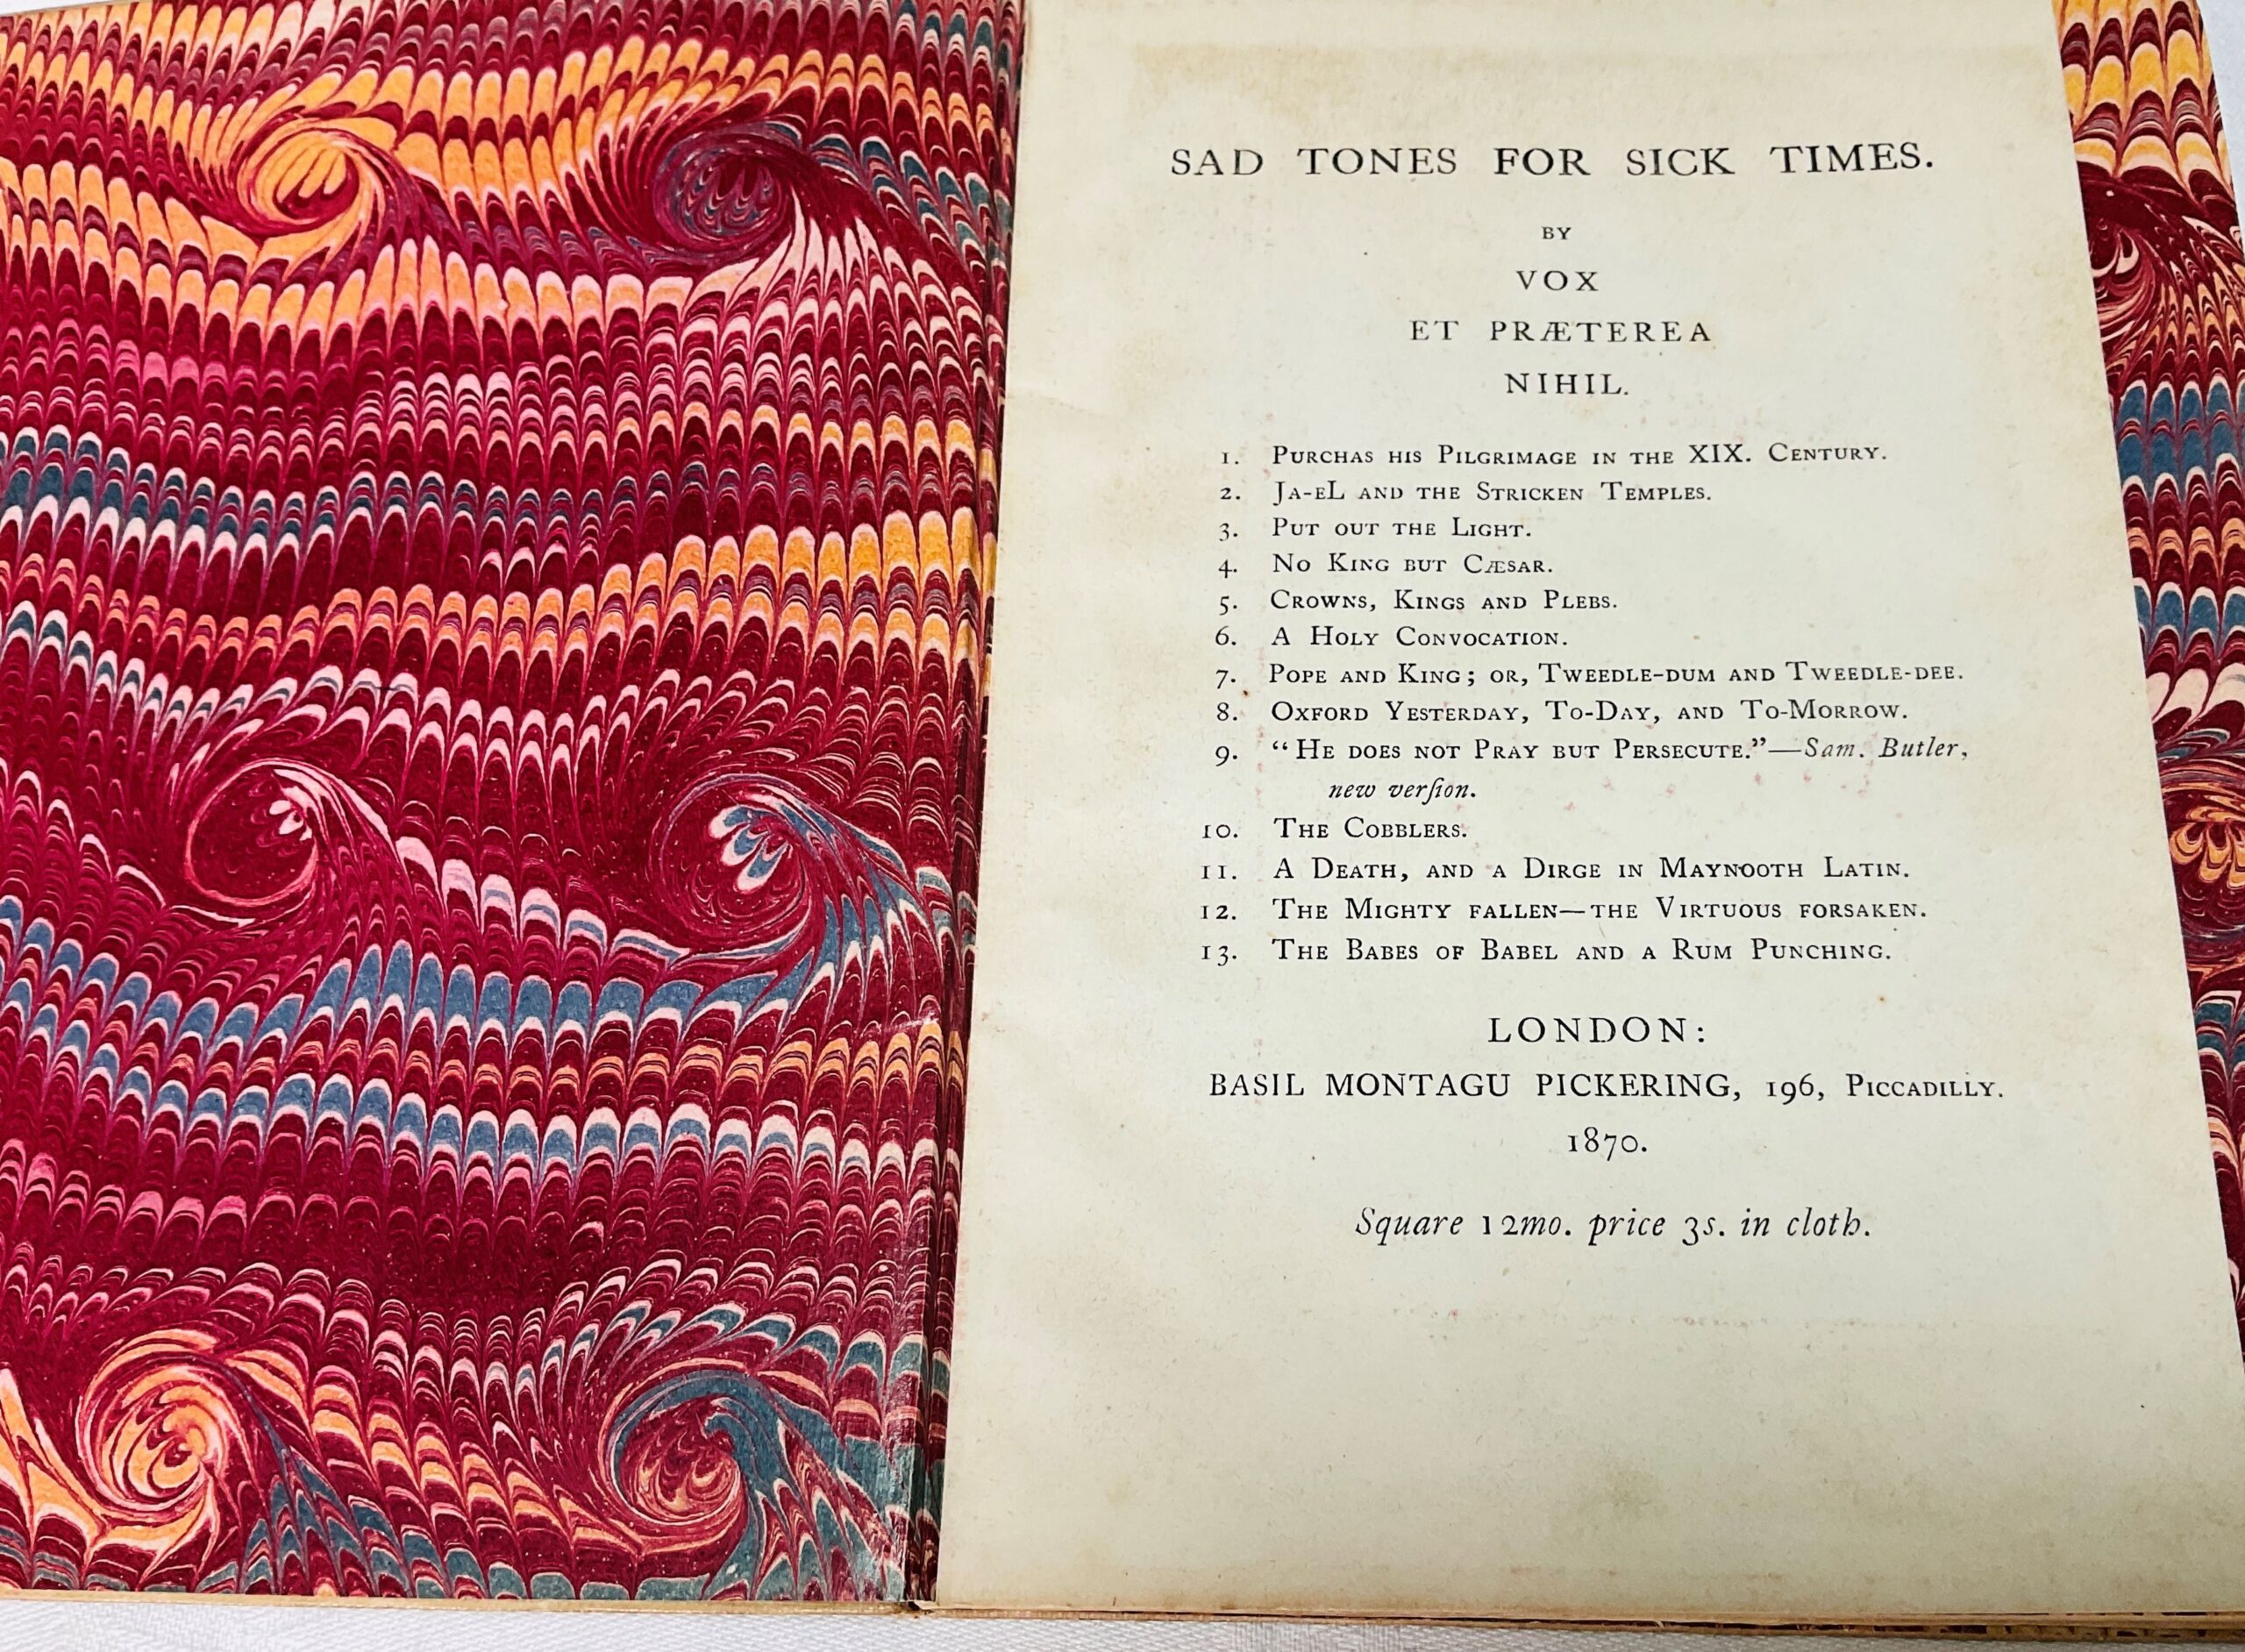 SAD TONES FOR SICK TIMES.
BY
VOX
ET PRÆTEREA
NIHIL.
1. PURCHAS HIS PILGRIMAGE IN THE XIX. CENTURY.
2. JA-EL AND THE STRICKEN TEMPLES.
3. PUT OUT THE LIGHT.
4. NO KING BUT CÆSAR.
5. CROWNS, KINGS AND PLEBS.
6. A HOLY CONVOCATION.
7. POPE AND KING; OR, TWEEDLE-DUM AND TWEEDLE-DEE.
8. OXFORD YESTERDAY, TO-DAY, AND TO-MORROW.
9. “HE DOES NOT PRAY BUT PERSECUTE.”—Sam. Butler,
new verſion.
10. THE COBBLERS.
11. A DEATH, AND A DIRGE IN MAYNOOTH LATIN.
12. THE MIGHTY FALLEN—THE VIRTUOUS FORSAKEN.
13. THE BABES OF BABEL AND A RUM PUNCHING.
LONDON:
BASIL MONTAGU PICKERING, 196, PICCADILLY.
1870.
Square 12mo. price 3s. in cloth.